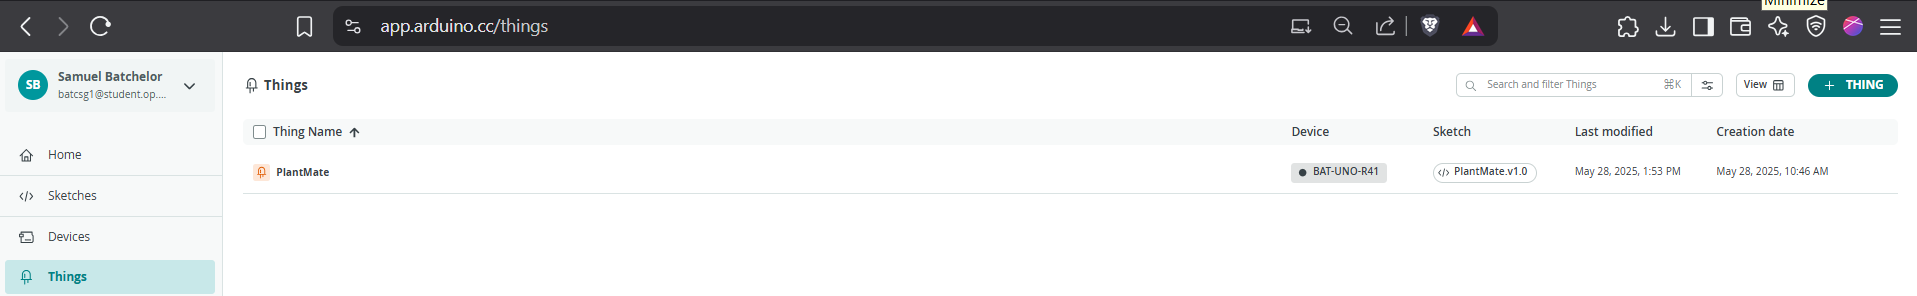 Minimize
app.arduino.cc/things
SB
Samuel Batchelor
batcsg1@student.op....
Home
Sketches
Devices
Things
Things
Search and filter Things ⌘K
View
+ THING
Thing Name ↑ Device Sketch Last modified Creation date
PlantMate BAT-UNO-R41 </> PlantMate.v1.0 May 28, 2025, 1:53 PM May 28, 2025, 10:46 AM